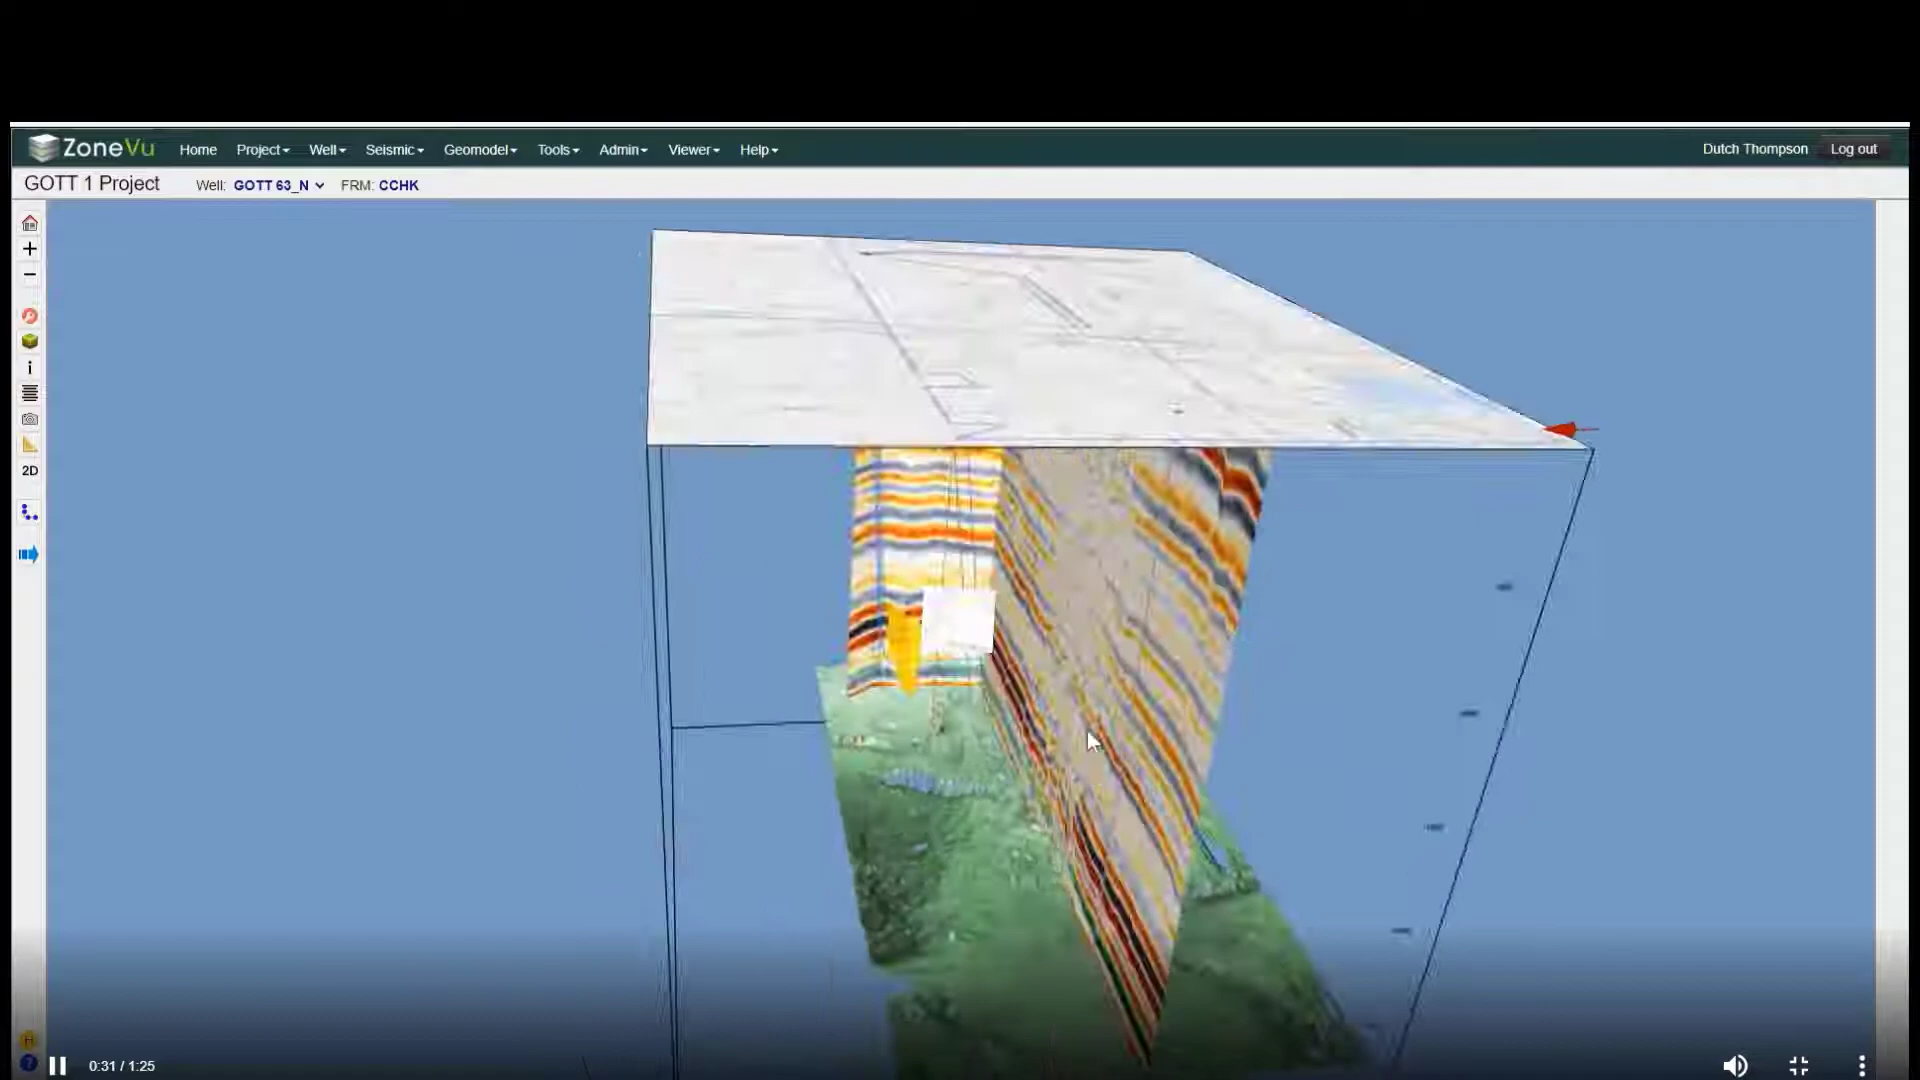 ZoneVu Home Project Well Seismic Geomodel Tools Admin Viewer Help Dutch Thompson Log out
GOTT 1 Project Well: GOTT 63_N FRM: CCHK
i
2D
0:31 / 1:25